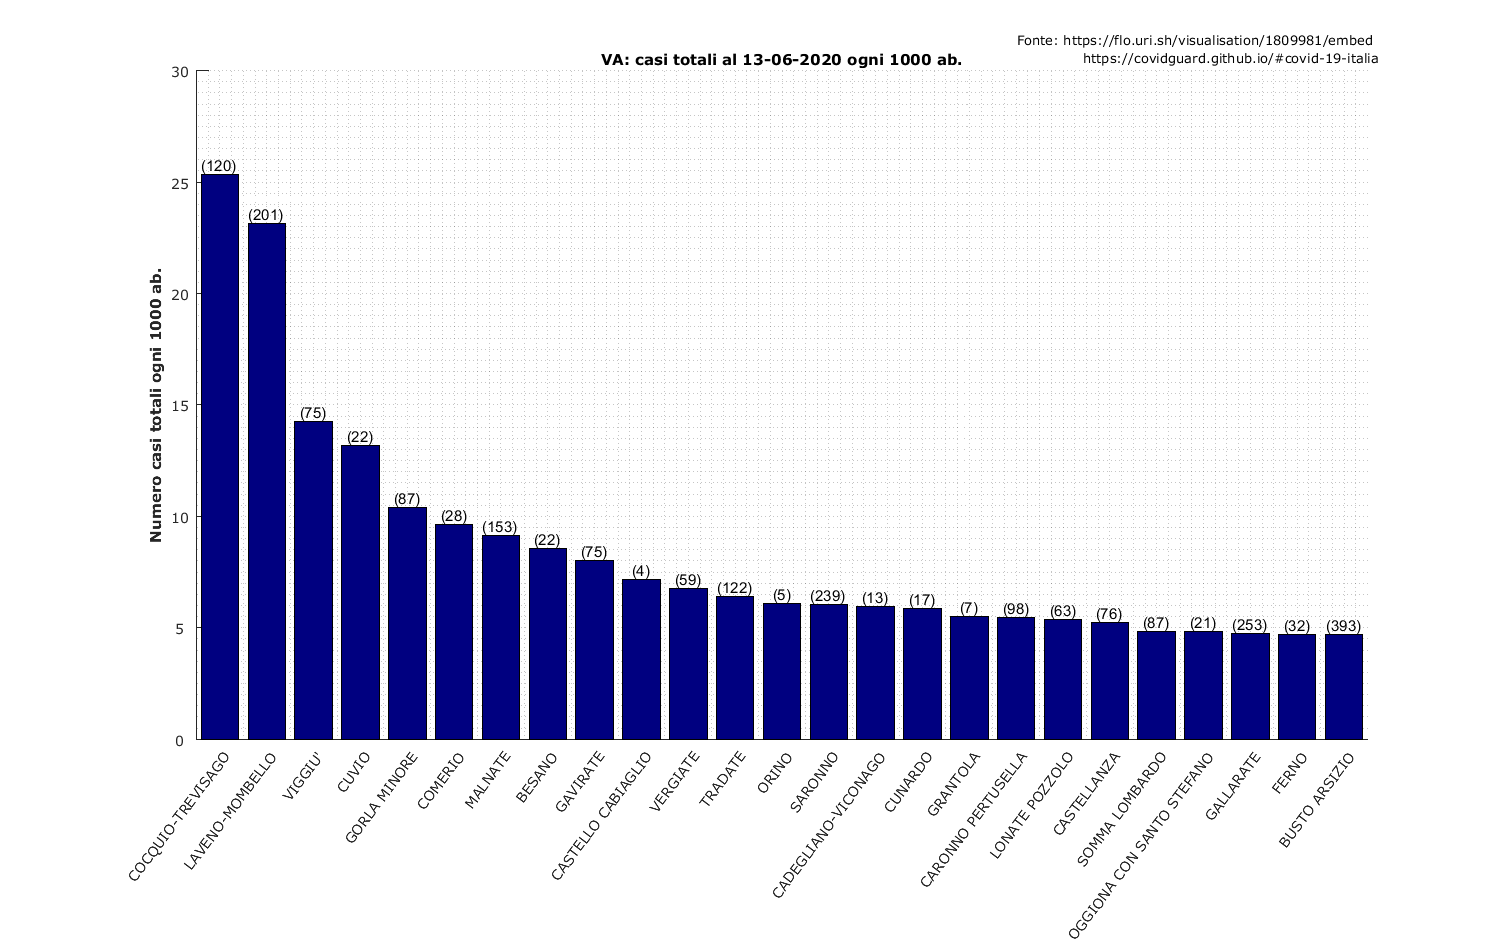 Fonte: https://flo.uri.sh/visualisation/1809981/embed
https://covidguard.github.io/#covid-19-italia
VA: casi totali al 13-06-2020 ogni 1000 ab.
Numero casi totali ogni 1000 ab.
30
25
20
15
10
5
0
(120)
(201)
(75)
(22)
(87)
(28)
(153)
(22)
(75)
(4)
(59)
(122)
(5)
(239)
(13)
(17)
(7)
(98)
(63)
(76)
(87)
(21)
(253)
(32)
(393)
COCQUIO-TREVISAGO
LAVENO-MOMBELLO
VIGGIU'
CUVIO
GORLA MINORE
COMERIO
MALNATE
BESANO
GAVIRATE
CASTELLO CABIAGLIO
VERGIATE
TRADATE
ORINO
SARONNO
CADEGLIANO-VICONAGO
CUNARDO
GRANTOLA
CARONNO PERTUSELLA
LONATE POZZOLO
CASTELLANZA
SOMMA LOMBARDO
OGGIONA CON SANTO STEFANO
GALLARATE
FERNO
BUSTO ARSIZIO